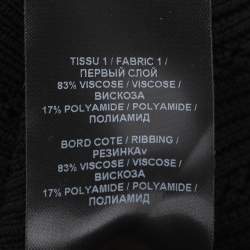 TISSU 1 / FABRIC 1 /
ПЕРВЫЙ СЛОЙ
83% VISCOSE / VISCOSE /
ВИСКОЗА
17% POLYAMIDE / POLYAMIDE /
ПОЛИАМИД
BORD COTE / RIBBING /
РЕЗИНКАv
83% VISCOSE / VISCOSE /
ВИСКОЗА
17% POLYAMIDE / POLYAMIDE /
ПОЛИАМИД